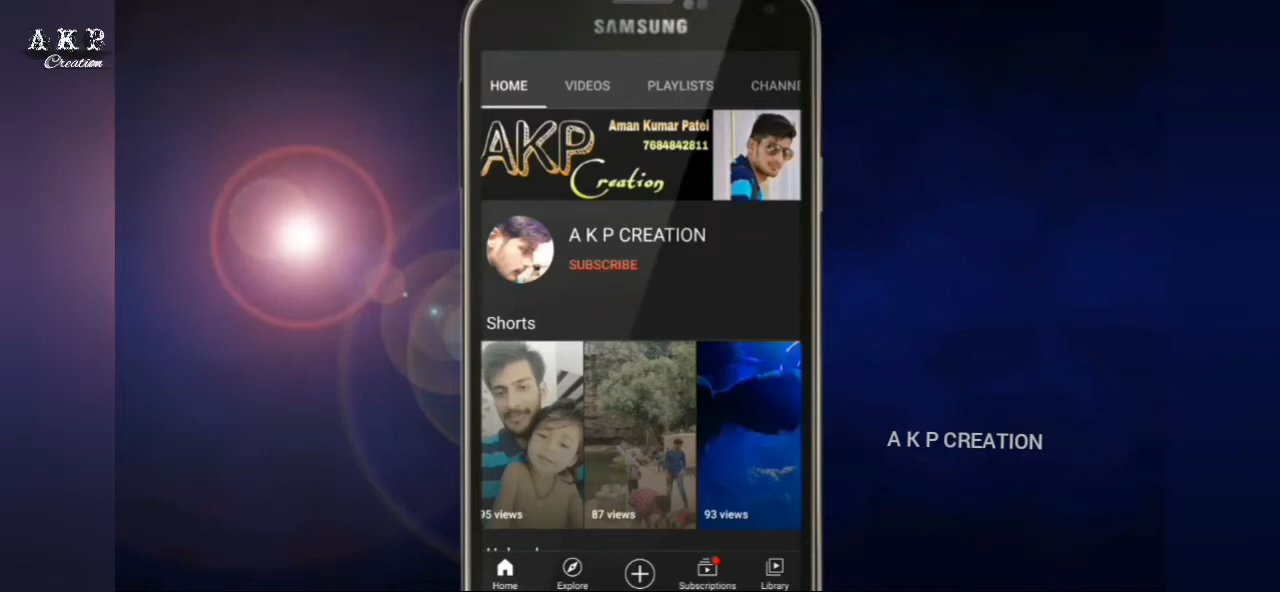 A K P
Creation
SAMSUNG
HOME VIDEOS PLAYLISTS CHANNE
AKP
Creation
Aman Kumar Patel
7684842811
A K P CREATION
SUBSCRIBE
Shorts
95 views 87 views 93 views
Home Explore Subscriptions Library
A K P CREATION